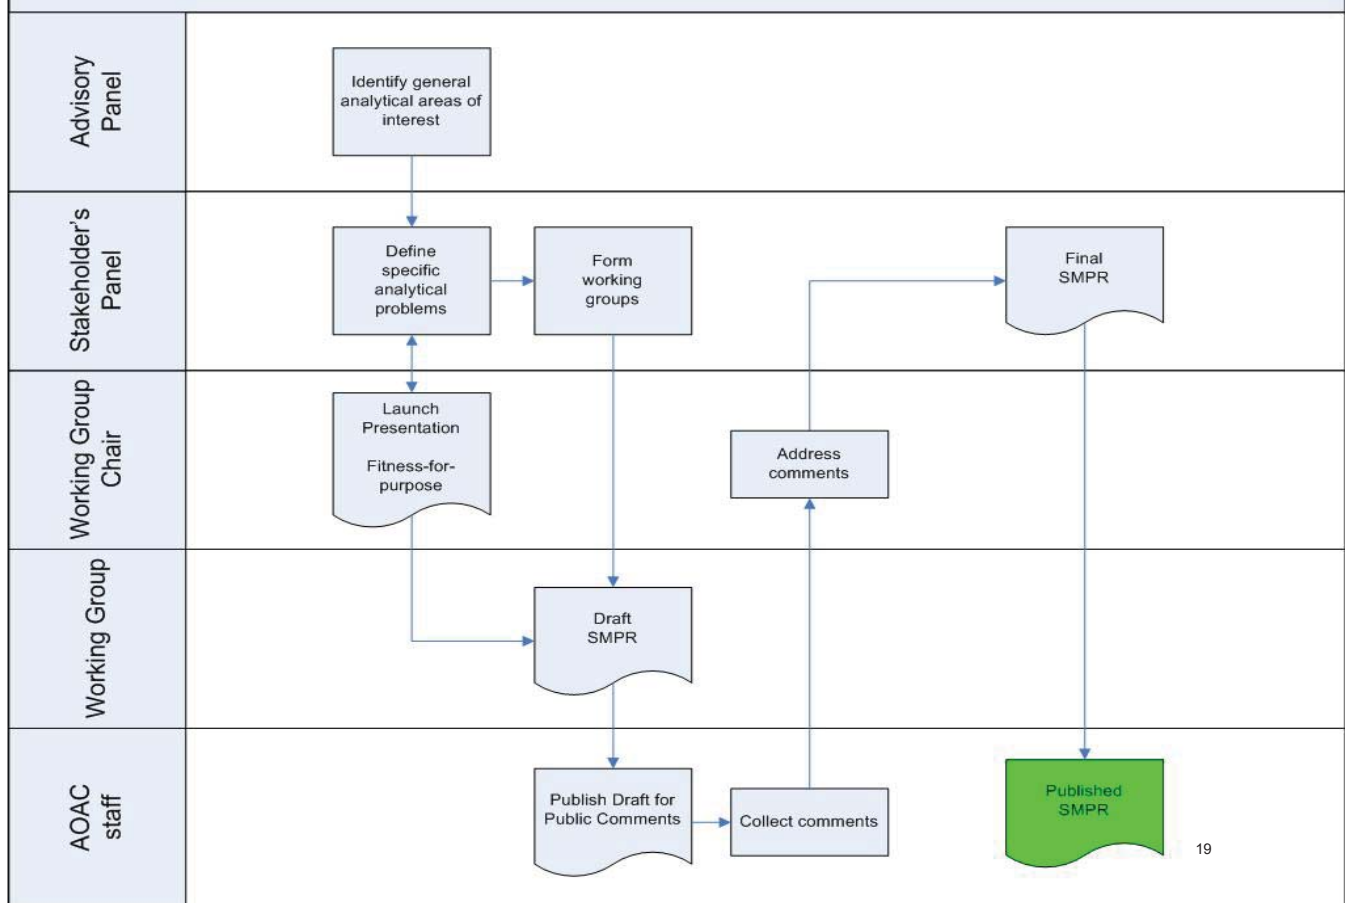 Advisory
Panel
Identify general
analytical areas of
interest
Stakeholder's
Panel
Define
specific
analytical
problems
Form
working
groups
Final
SMPR
Working Group
Chair
Launch
Presentation
Fitness-for-
purpose
Address
comments
Working Group
Draft
SMPR
AOAC
staff
Publish Draft for
Public Comments
Collect comments
Published
SMPR
19